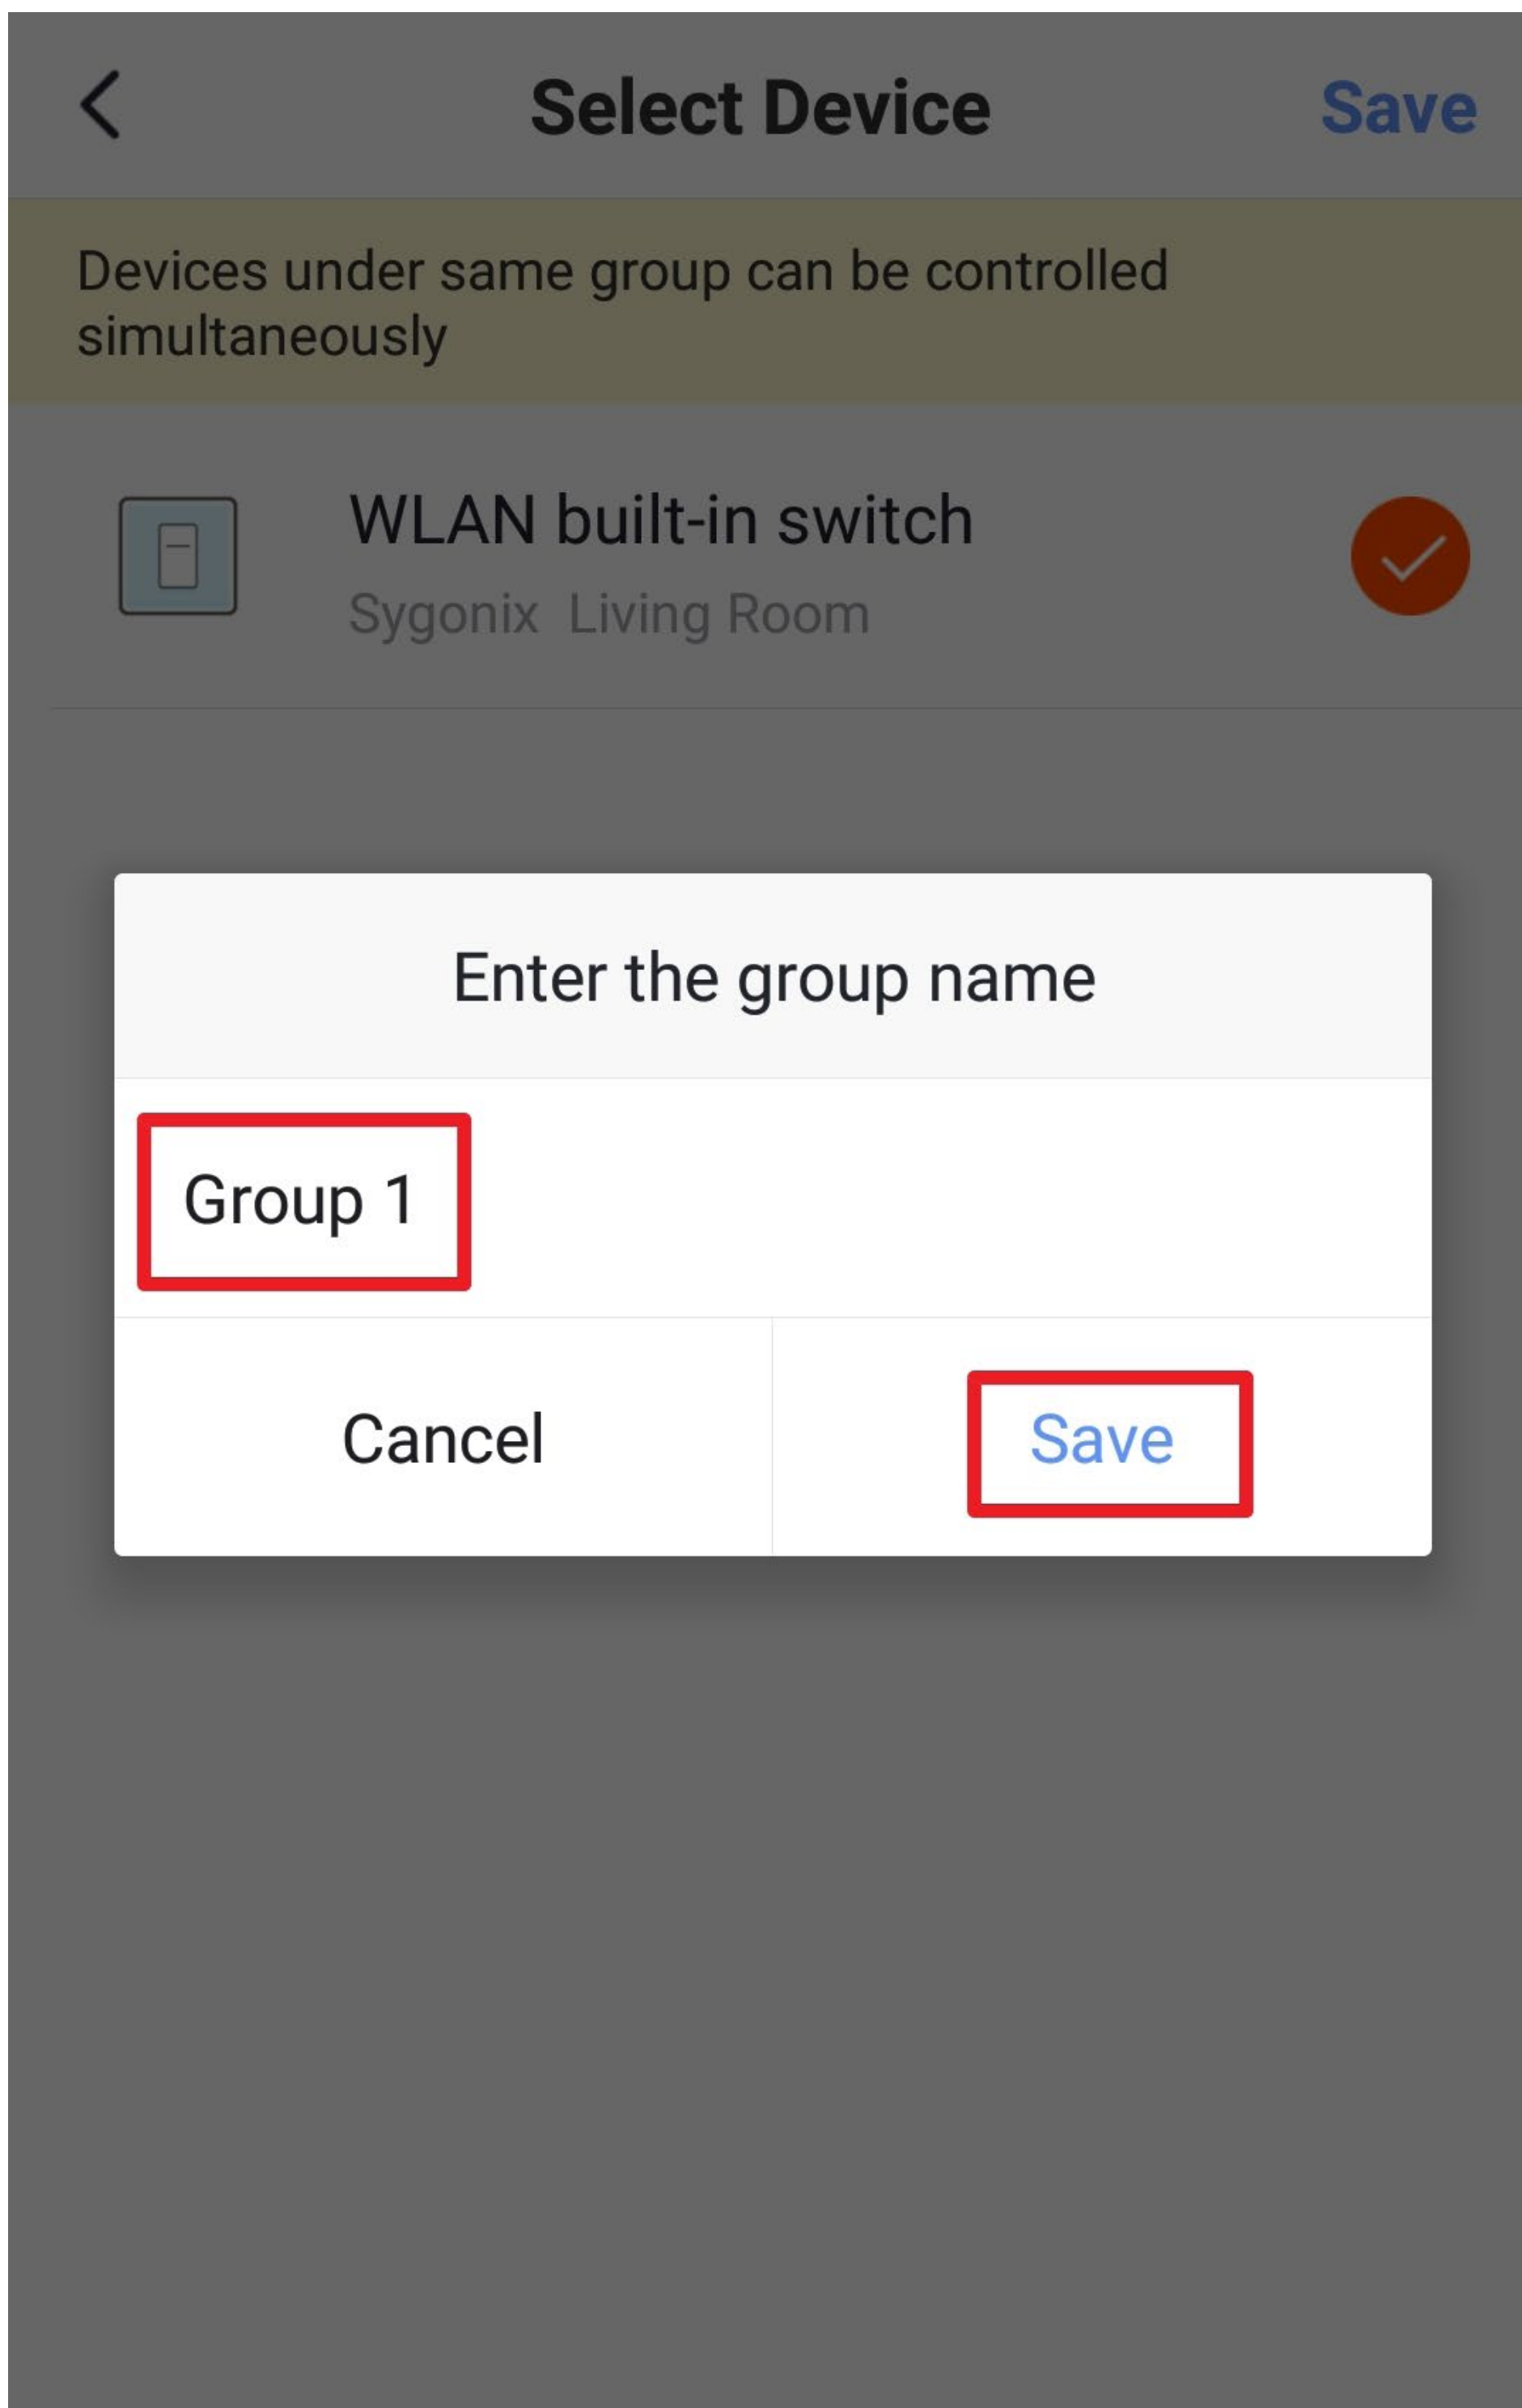 Select Device
Save
Devices under same group can be controlled
simultaneously
WLAN built-in switch
Sygonix Living Room
Enter the group name
Group 1
Cancel
Save